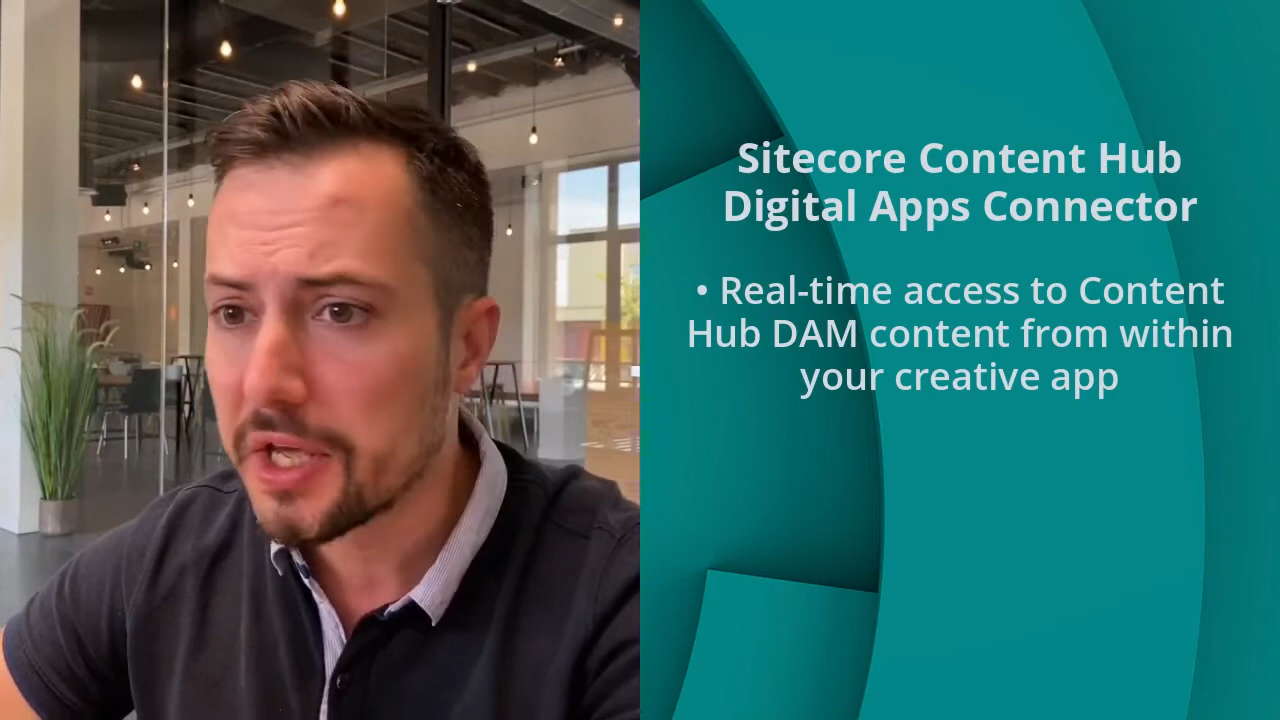 Sitecore Content Hub
Digital Apps Connector
• Real-time access to Content
Hub DAM content from within
your creative app